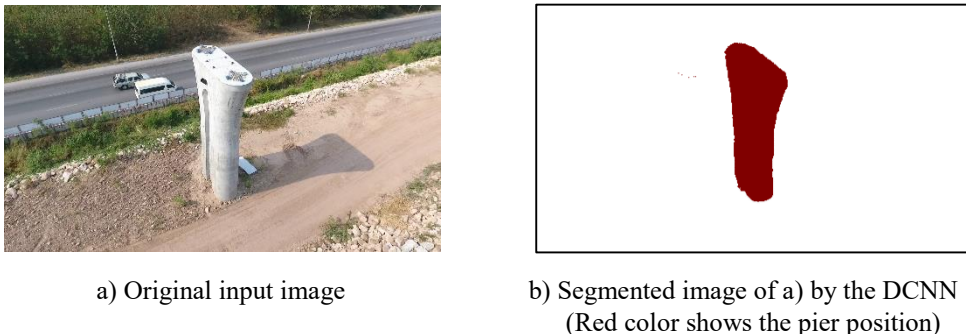 a) Original input image
b) Segmented image of a) by the DCNN
(Red color shows the pier position)